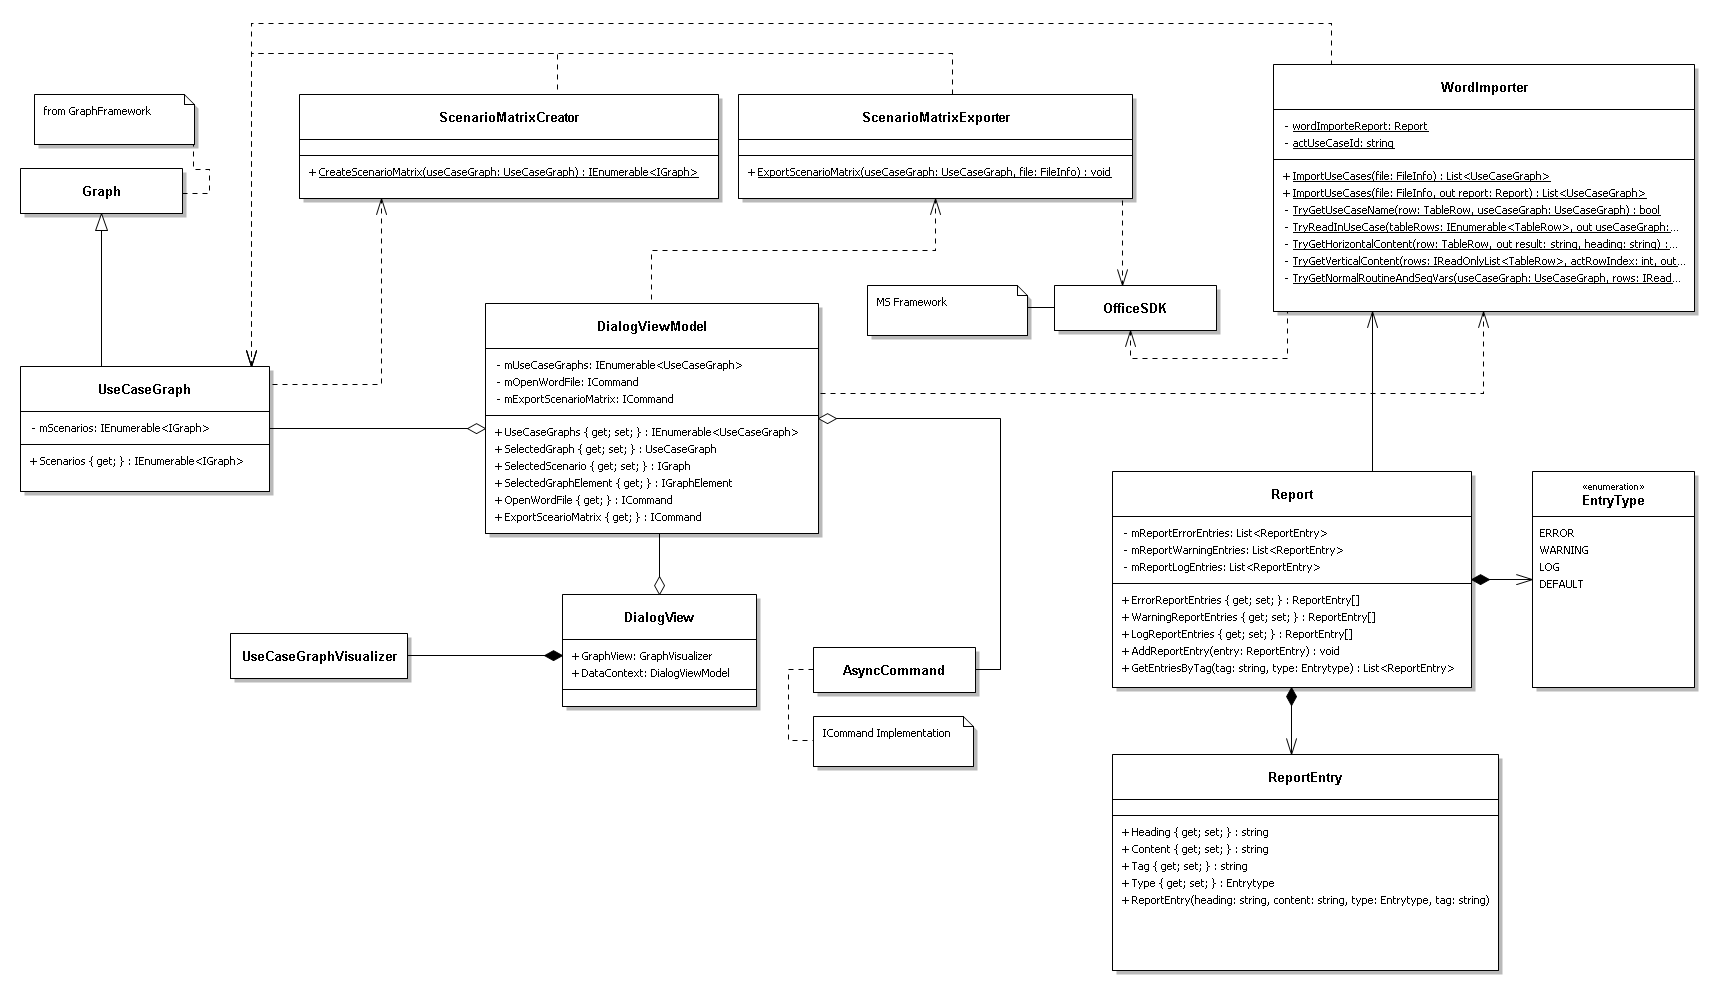 from GraphFramework
Graph
ScenarioMatrixCreator
+ CreateScenarioMatrix(useCaseGraph: UseCaseGraph) : IEnumerable<IGraph>
ScenarioMatrixExporter
+ ExportScenarioMatrix(useCaseGraph: UseCaseGraph, file: FileInfo) : void
WordImporter
- wordImporteReport: Report
- actUseCaseId: string
+ ImportUseCases(file: FileInfo) : List<UseCaseGraph>
+ ImportUseCases(file: FileInfo, out report: Report) : List<UseCaseGraph>
- TryGetUseCaseName(row: TableRow, useCaseGraph: UseCaseGraph) : bool
- TryReadInUseCase(tableRows: IEnumerable<TableRow>, out useCaseGraph:...
- TryGetHorizontalContent(row: TableRow, out result: string, heading: string) :...
- TryGetVerticalContent(rows: IReadOnlyList<TableRow>, actRowIndex: int, out...
- TryGetNormalRoutineAndSeqVars(useCaseGraph: UseCaseGraph, rows: IRead...
MS Framework
OfficeSDK
DialogViewModel
- mUseCaseGraphs: IEnumerable<UseCaseGraph>
- mOpenWordFile: ICommand
- mExportScenarioMatrix: ICommand
+ UseCaseGraphs { get; set; } : IEnumerable<UseCaseGraph>
+ SelectedGraph { get; set; } : UseCaseGraph
+ SelectedScenario { get; set; } : IGraph
+ SelectedGraphElement { get; } : IGraphElement
+ OpenWordFile { get; } : ICommand
+ ExportScearioMatrix { get; } : ICommand
UseCaseGraph
- mScenarios: IEnumerable<IGraph>
+ Scenarios { get; } : IEnumerable<IGraph>
Report
- mReportErrorEntries: List<ReportEntry>
- mReportWarningEntries: List<ReportEntry>
- mReportLogEntries: List<ReportEntry>
+ ErrorReportEntries { get; set; } : ReportEntry[]
+ WarningReportEntries { get; set; } : ReportEntry[]
+ LogReportEntries { get; set; } : ReportEntry[]
+ AddReportEntry(entry: ReportEntry) : void
+ GetEntriesByTag(tag: string, type: Entrytype) : List<ReportEntry>
«enumeration»
EntryType
ERROR
WARNING
LOG
DEFAULT
UseCaseGraphVisualizer
DialogView
+ GraphView: GraphVisualizer
+ DataContext: DialogViewModel
AsyncCommand
ICommand Implementation
ReportEntry
+ Heading { get; set; } : string
+ Content { get; set; } : string
+ Tag { get; set; } : string
+ Type { get; set; } : Entrytype
+ ReportEntry(heading: string, content: string, type: Entrytype, tag: string)